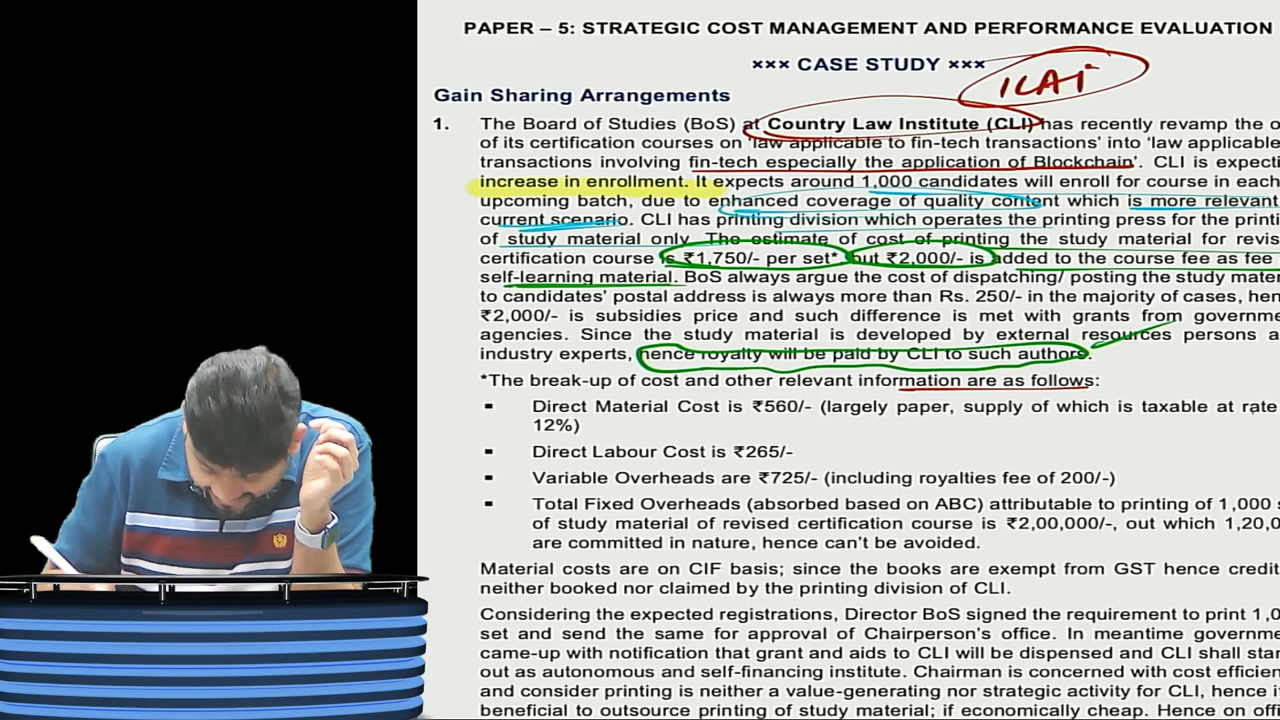 PAPER – 5: STRATEGIC COST MANAGEMENT AND PERFORMANCE EVALUATION
××× CASE STUDY ×××
ICAI
Gain Sharing Arrangements
1. The Board of Studies (BoS) at Country Law Institute (CLI) has recently revamp the o
of its certification courses on 'law applicable to fin-tech transactions' into 'law applicable
transactions involving fin-tech especially the application of Blockchain'. CLI is expecti
increase in enrollment. It expects around 1,000 candidates will enroll for course in each
upcoming batch, due to enhanced coverage of quality content which is more relevant
current scenario. CLI has printing division which operates the printing press for the printi
of study material only. The estimate of cost of printing the study material for revis
certification course is ₹1,750/- per set* but ₹2,000/- is added to the course fee as fee
self-learning material. BoS always argue the cost of dispatching/ posting the study mater
to candidates' postal address is always more than Rs. 250/- in the majority of cases, hen
₹2,000/- is subsidies price and such difference is met with grants from governme
agencies. Since the study material is developed by external resources persons a
industry experts, hence royalty will be paid by CLI to such authors.
*The break-up of cost and other relevant information are as follows:
▪ Direct Material Cost is ₹560/- (largely paper, supply of which is taxable at rate
12%)
▪ Direct Labour Cost is ₹265/-
▪ Variable Overheads are ₹725/- (including royalties fee of 200/-)
▪ Total Fixed Overheads (absorbed based on ABC) attributable to printing of 1,000 s
of study material of revised certification course is ₹2,00,000/-, out which 1,20,0
are committed in nature, hence can't be avoided.
Material costs are on CIF basis; since the books are exempt from GST hence credit
neither booked nor claimed by the printing division of CLI.
Considering the expected registrations, Director BoS signed the requirement to print 1,0
set and send the same for approval of Chairperson's office. In meantime governme
came-up with notification that grant and aids to CLI will be dispensed and CLI shall star
out as autonomous and self-financing institute. Chairman is concerned with cost efficien
and consider printing is neither a value-generating nor strategic activity for CLI, hence i
beneficial to outsource printing of study material; if economically cheap. Hence on offi